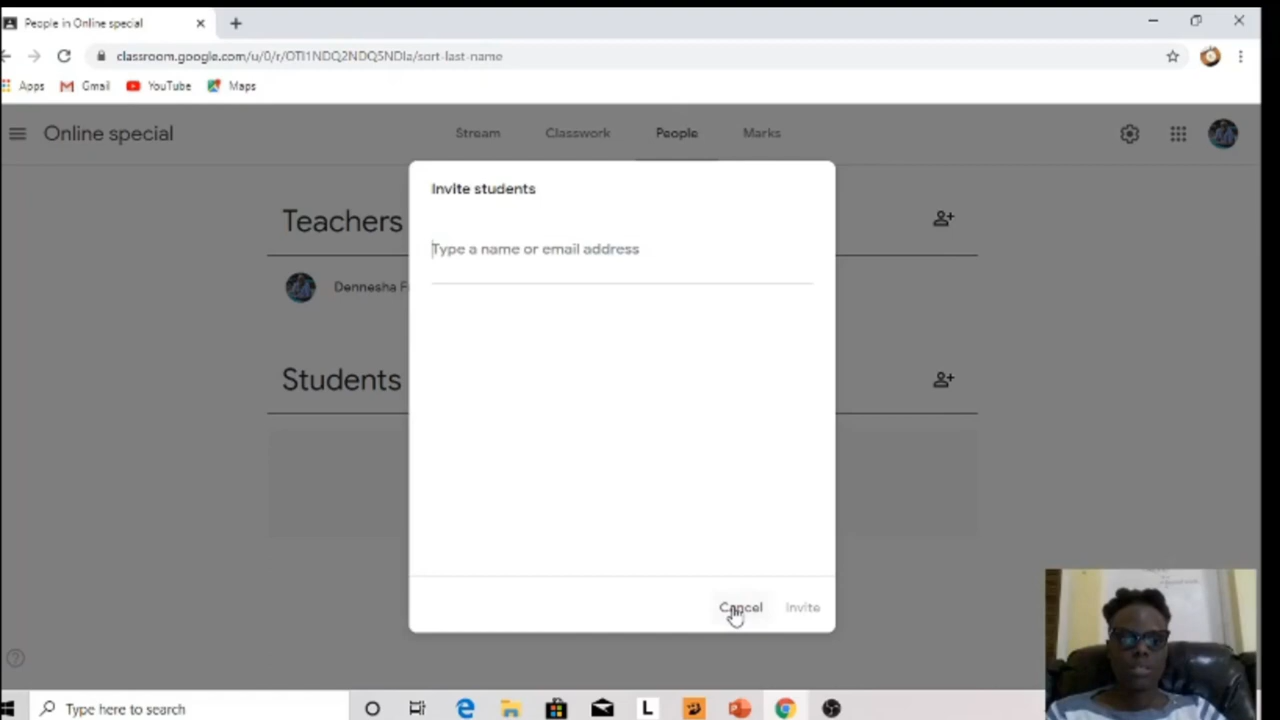 People in Online special
classroom.google.com/u/0/r/OTI1NDQ2NDQ5NDIa/sort-last-name
Apps Gmail YouTube Maps
Online special Stream Classwork People Marks
Invite students
Teachers
Type a name or email address
Dennesha
Students
Cancel Invite
Type here to search